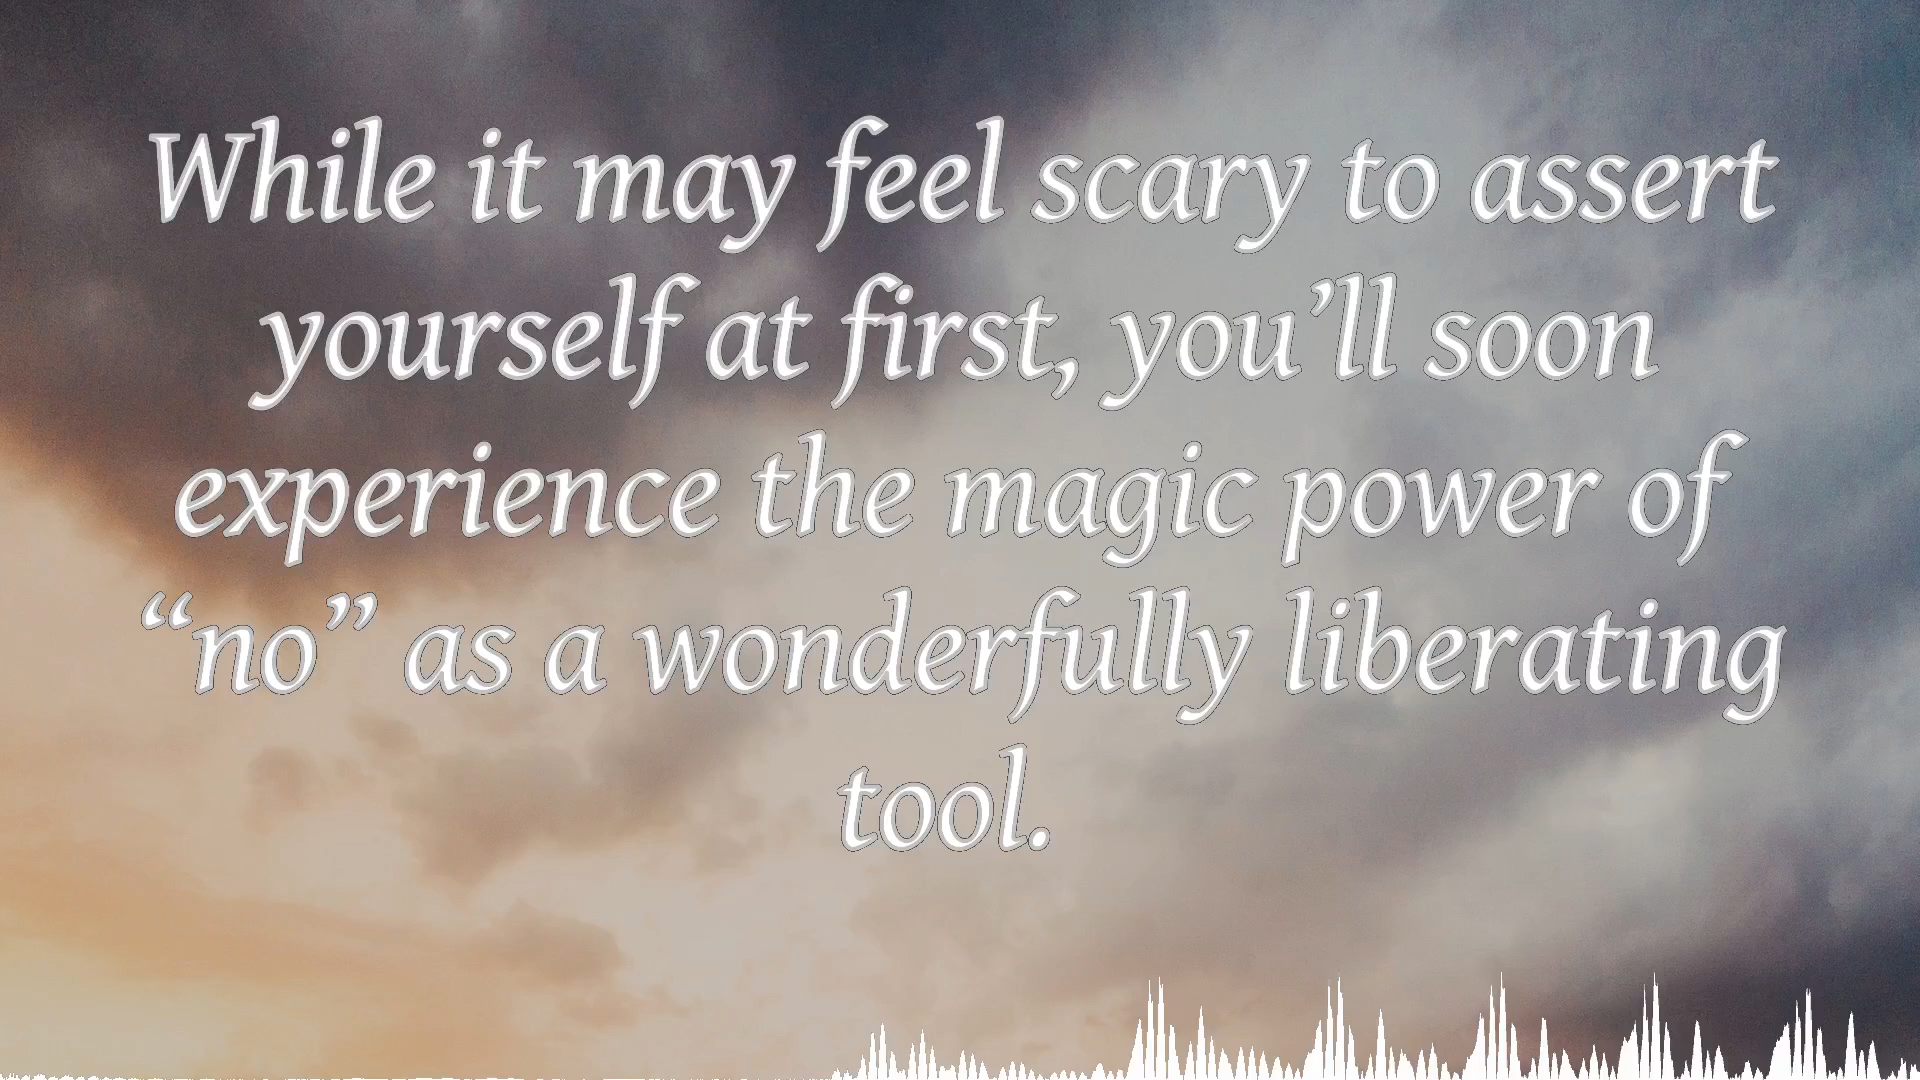 While it may feel scary to assert
yourself at first, you’ll soon
experience the magic power of
“no” as a wonderfully liberating
tool.